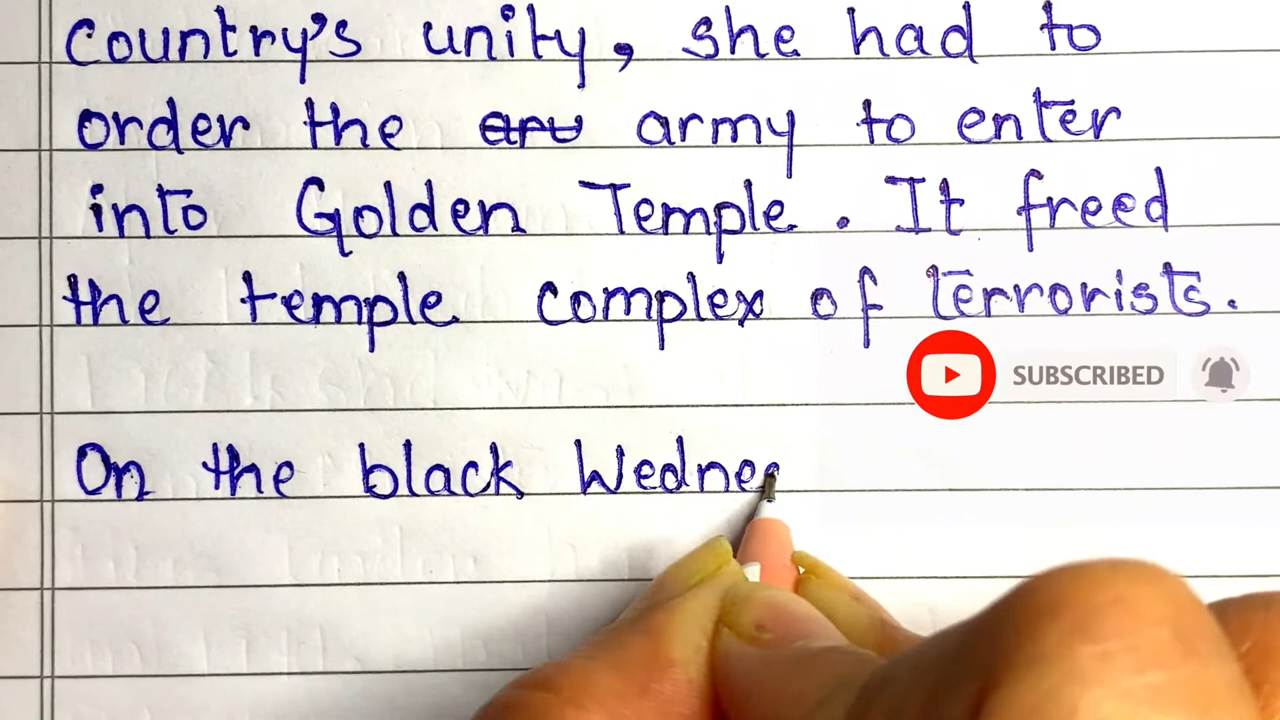 Country's unity, she had to
order the aru army to enter
into Golden Temple. It freed
the temple complex of terrorists.
SUBSCRIBED
On the black Wedne